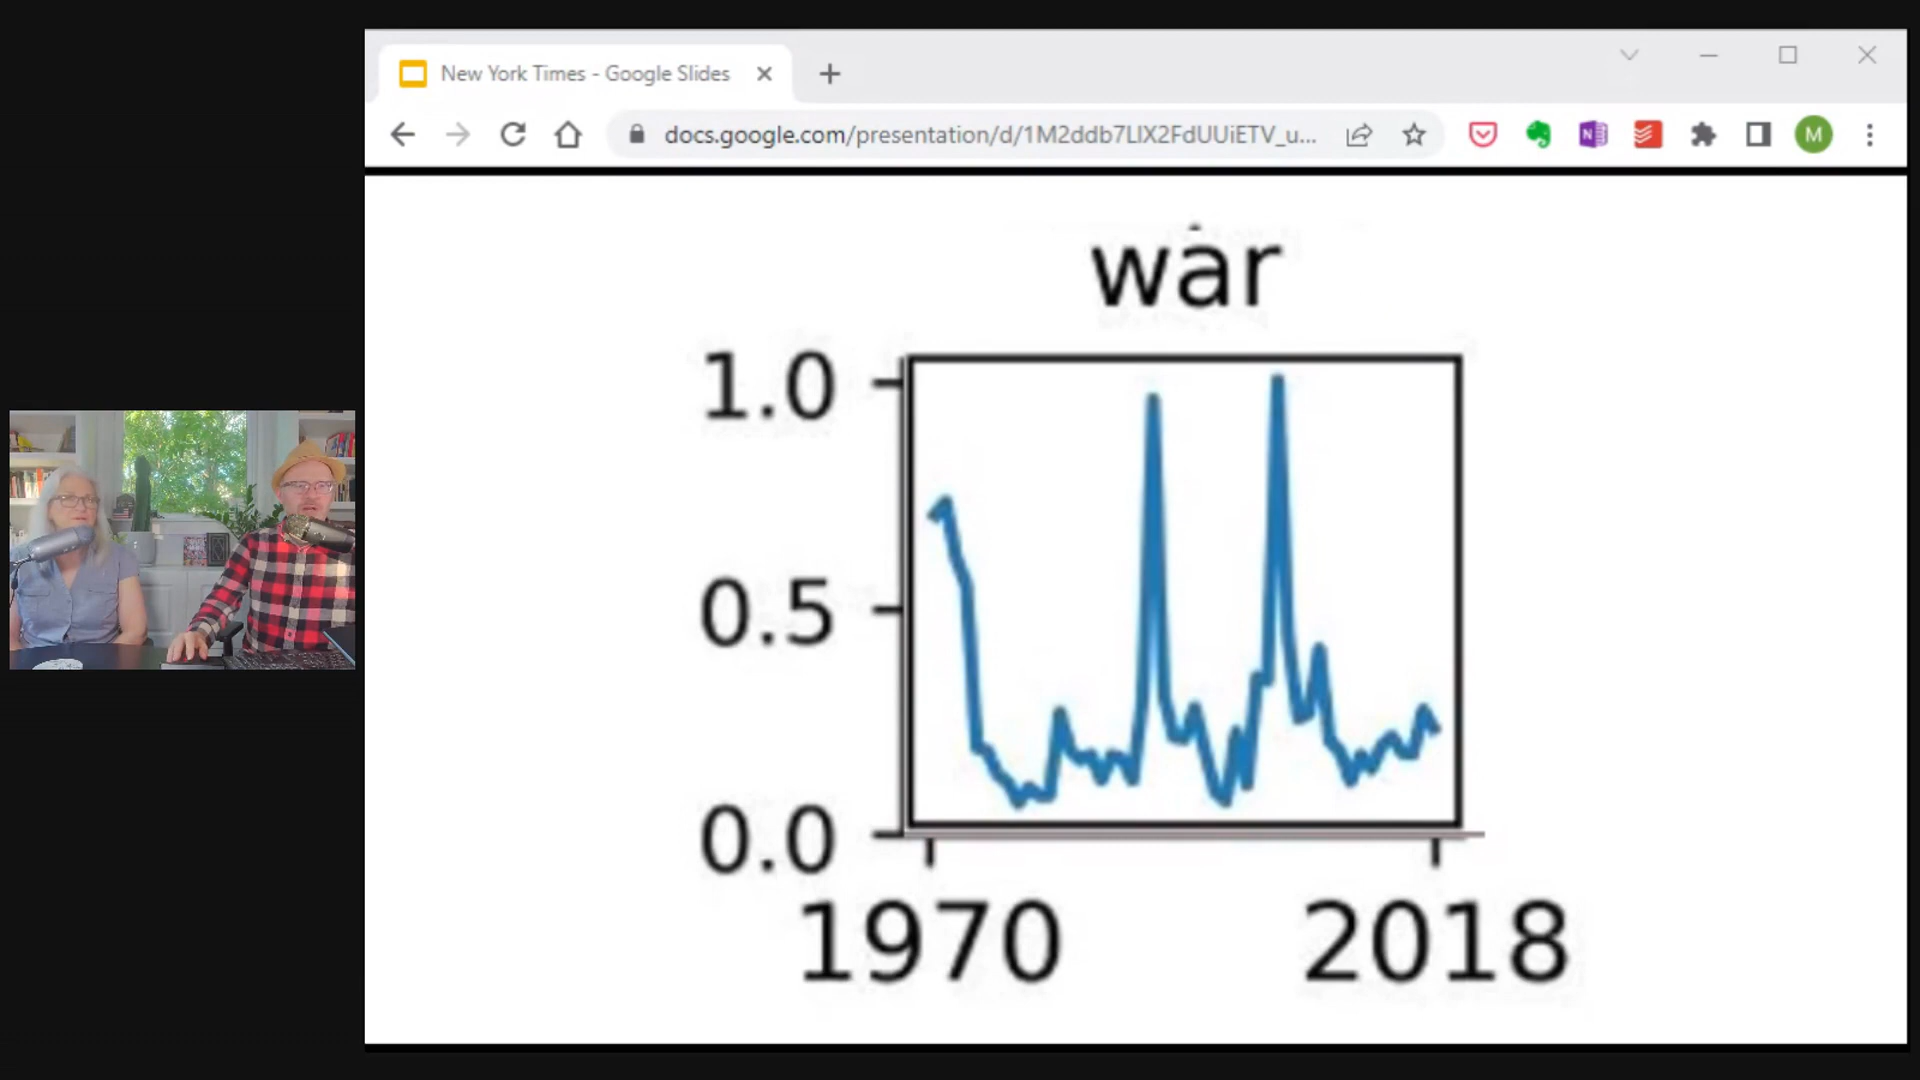 New York Times - Google Slides
docs.google.com/presentation/d/1M2ddb7LIX2FdUUiETV_u...
N
M
war
1.0
0.5
0.0
1970
2018